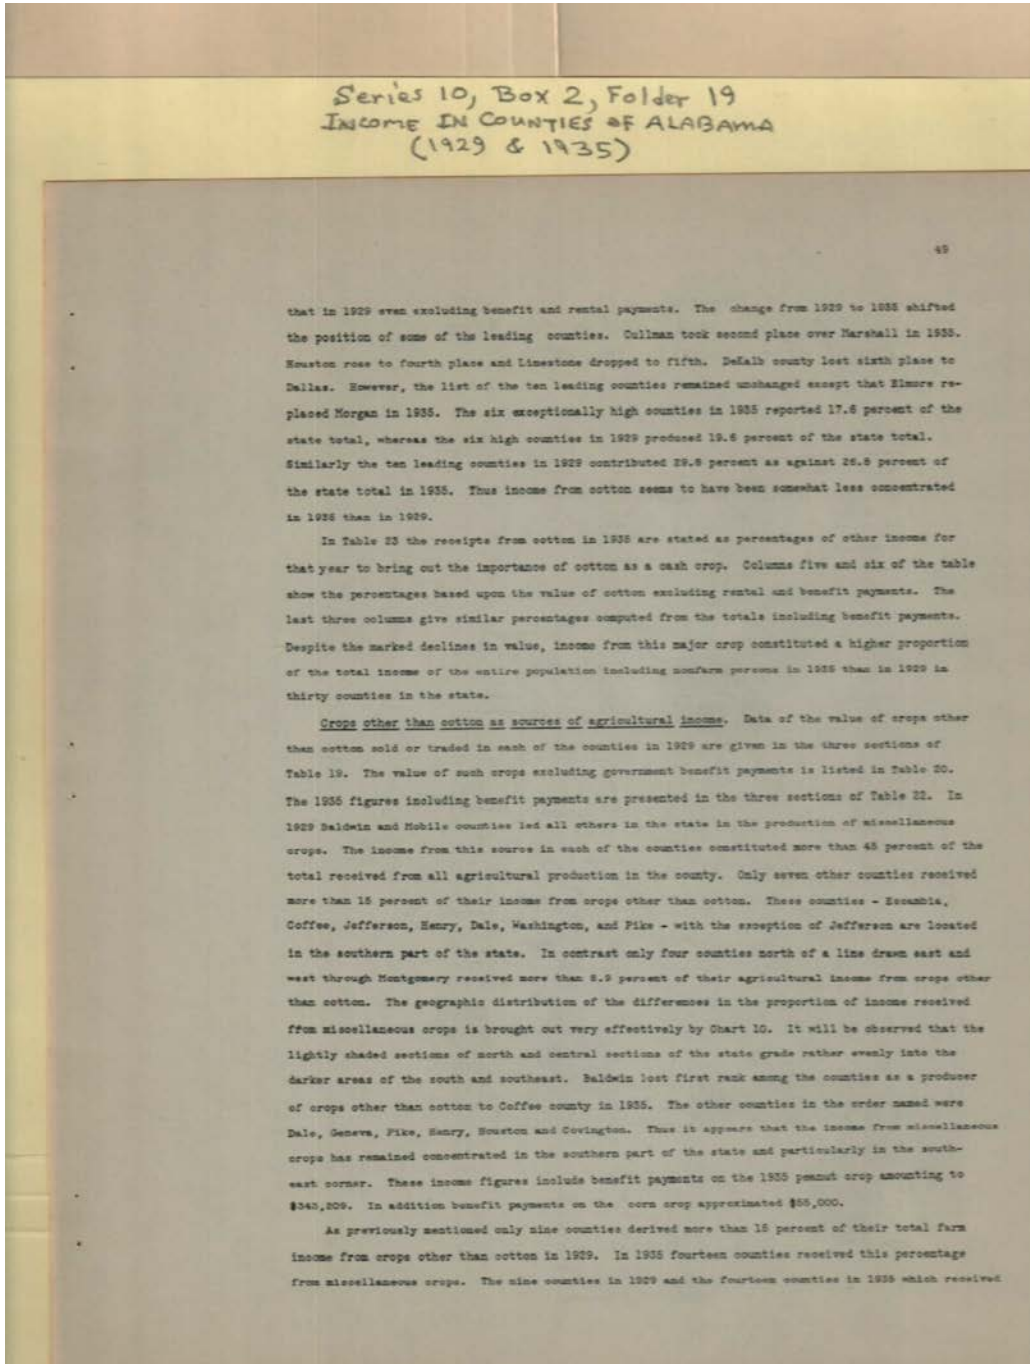 Series 10, Box 2, Folder 19
INCOME IN COUNTIES OF ALABAMA
(1929 & 1935)
49
that in 1929 even excluding benefit and rental payments. The change from 1929 to 1935 shifted
the position of some of the leading counties. Cullman took second place over Marshall in 1935.
Houston rose to fourth place and Limestone dropped to fifth. DeKalb county lost sixth place to
Dallas. However, the list of the ten leading counties remained unchanged except that Elmore re-
placed Morgan in 1935. The six exceptionally high counties in 1935 reported 17.6 percent of the
state total, whereas the six high counties in 1929 produced 19.6 percent of the state total.
Similarly the ten leading counties in 1929 contributed 29.8 percent as against 26.8 percent of
the state total in 1935. Thus income from cotton seems to have been somewhat less concentrated
in 1935 than in 1929.
In Table 23 the receipts from cotton in 1935 are stated as percentages of other income for
that year to bring out the importance of cotton as a cash crop. Columns five and six of the table
show the percentages based upon the value of cotton excluding rental and benefit payments. The
last three columns give similar percentages computed from the totals including benefit payments.
Despite the marked declines in value, income from this major crop constituted a higher proportion
of the total income of the entire population including nonfarm persons in 1935 than in 1929 in
thirty counties in the state.
Crops other than cotton as sources of agricultural income. Data of the value of crops other
than cotton sold or traded in each of the counties in 1929 are given in the three sections of
Table 19. The value of such crops excluding government benefit payments is listed in Table 20.
The 1935 figures including benefit payments are presented in the three sections of Table 22. In
1929 Baldwin and Mobile counties led all others in the state in the production of miscellaneous
crops. The income from this source in each of the counties constituted more than 45 percent of the
total received from all agricultural production in the county. Only seven other counties received
more than 15 percent of their income from crops other than cotton. These counties - Escambia,
Coffee, Jefferson, Henry, Dale, Washington, and Pike - with the exception of Jefferson are located
in the southern part of the state. In contrast only four counties north of a line drawn east and
west through Montgomery received more than 8.9 percent of their agricultural income from crops other
than cotton. The geographic distribution of the differences in the proportion of income received
ffom miscellaneous crops is brought out very effectively by Chart 10. It will be observed that the
lightly shaded sections of north and central sections of the state grade rather evenly into the
darker areas of the south and southeast. Baldwin lost first rank among the counties as a producer
of crops other than cotton to Coffee county in 1935. The other counties in the order named were
Dale, Geneva, Pike, Henry, Houston and Covington. Thus it appears that the income from miscellaneous
crops has remained concentrated in the southern part of the state and particularly in the south-
east corner. These income figures include benefit payments on the 1935 peanut crop amounting to
$343,209. In addition benefit payments on the corn crop approximated $55,000.
As previously mentioned only nine counties derived more than 15 percent of their total farm
income from crops other than cotton in 1929. In 1935 fourteen counties received this percentage
from miscellaneous crops. The nine counties in 1929 and the fourteen counties in 1935 which received